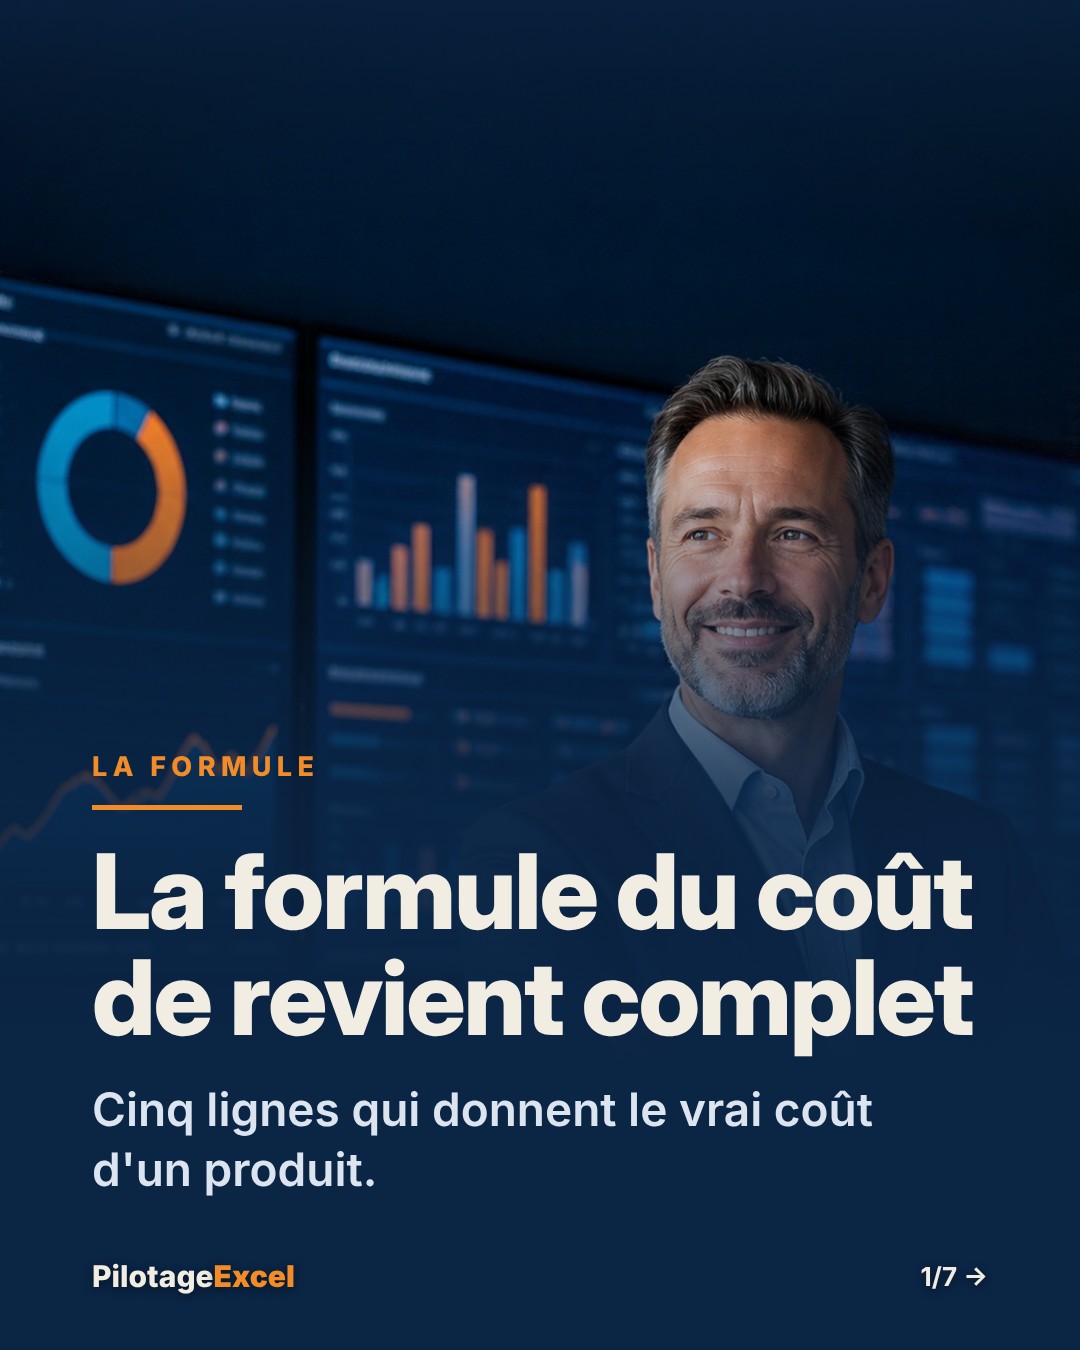 LA FORMULE
La formule du coût
de revient complet
Cinq lignes qui donnent le vrai coût
d'un produit.
PilotageExcel
1/7 →